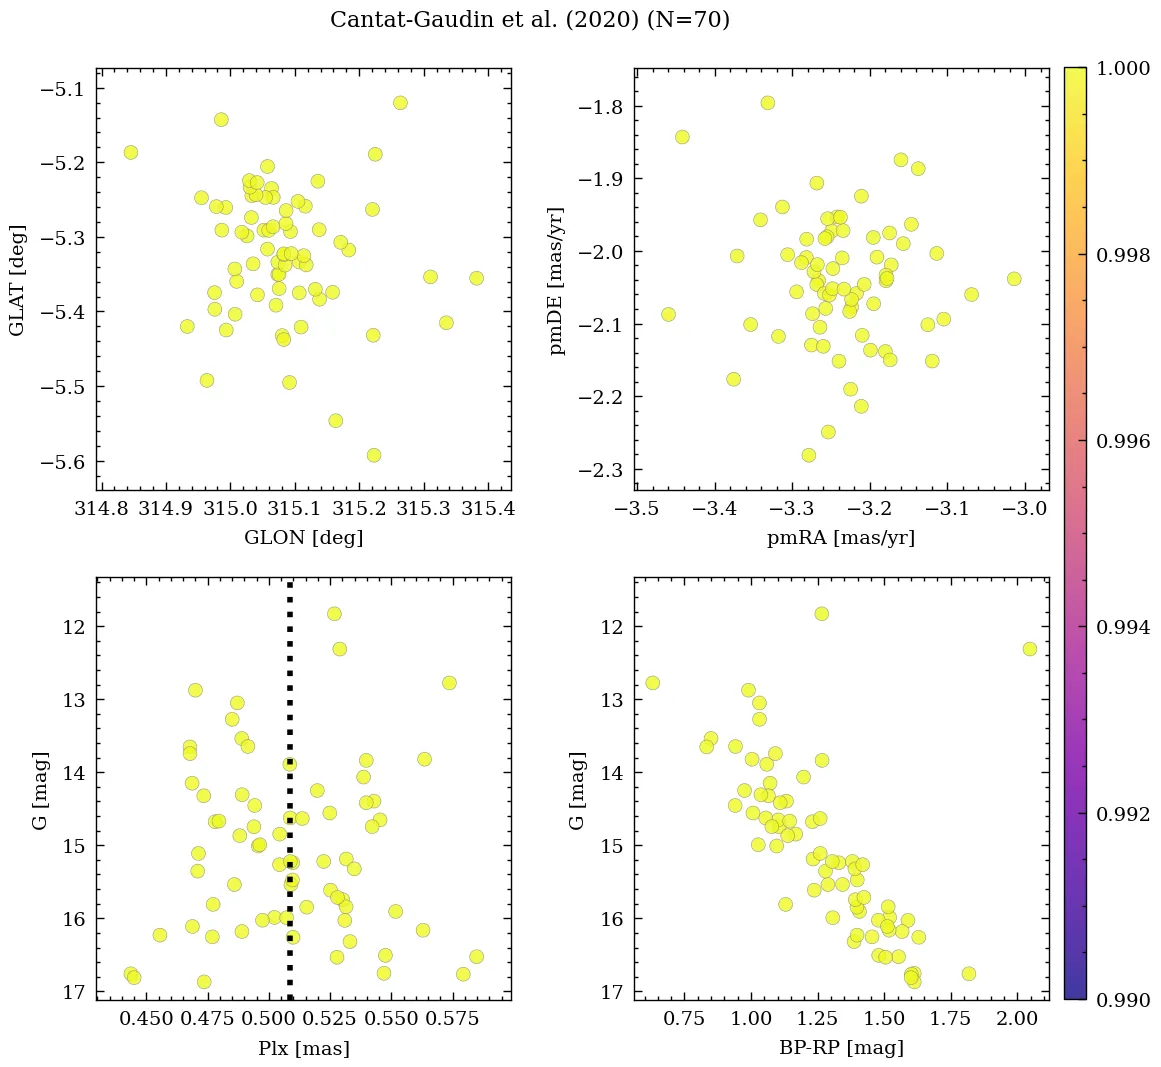 Cantat-Gaudin et al. (2020) (N=70)
−5.1
−5.2
−5.3
−5.4
−5.5
−5.6
GLAT [deg]
314.8 314.9 315.0 315.1 315.2 315.3 315.4
GLON [deg]
−1.8
−1.9
−2.0
−2.1
−2.2
−2.3
pmDE [mas/yr]
−3.5 −3.4 −3.3 −3.2 −3.1 −3.0
pmRA [mas/yr]
12
13
14
15
16
17
G [mag]
0.450 0.475 0.500 0.525 0.550 0.575
Plx [mas]
12
13
14
15
16
17
G [mag]
0.75 1.00 1.25 1.50 1.75 2.00
BP-RP [mag]
1.000
0.998
0.996
0.994
0.992
0.990